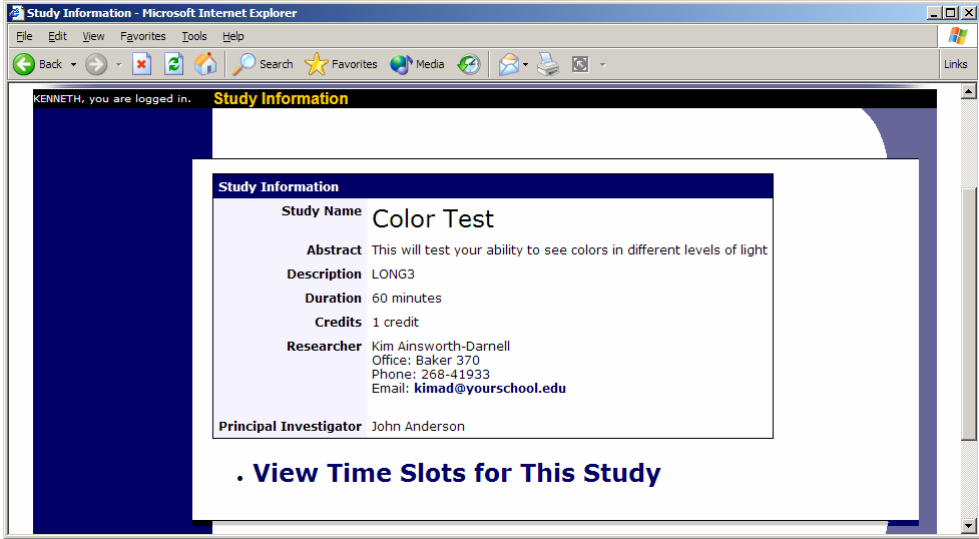 Study Information - Microsoft Internet Explorer
File Edit View Favorites Tools Help
Back Search Favorites Media Links
KENNETH, you are logged in. Study Information
Study Information
Study Name Color Test
Abstract This will test your ability to see colors in different levels of light
Description LONG3
Duration 60 minutes
Credits 1 credit
Researcher Kim Ainsworth-Darnell
Office: Baker 370
Phone: 268-41933
Email: kimad@yourschool.edu
Principal Investigator John Anderson
• View Time Slots for This Study